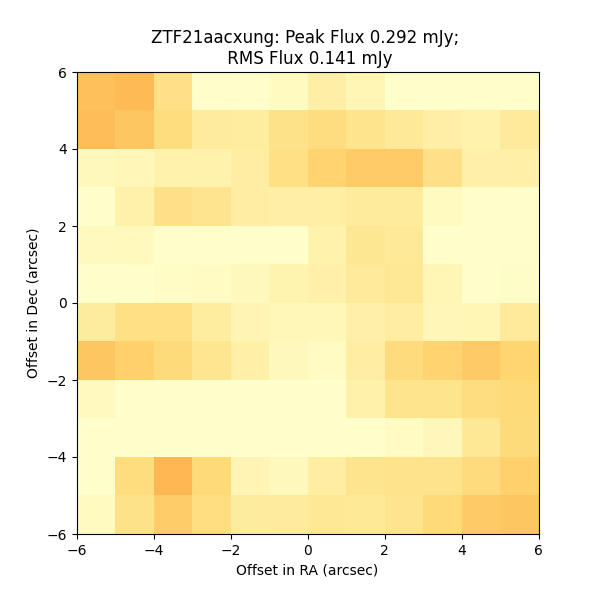 ZTF21aacxung: Peak Flux 0.292 mJy;
RMS Flux 0.141 mJy
6
4
2
0
−2
−4
−6
Offset in Dec (arcsec)
−6 −4 −2 0 2 4 6
Offset in RA (arcsec)